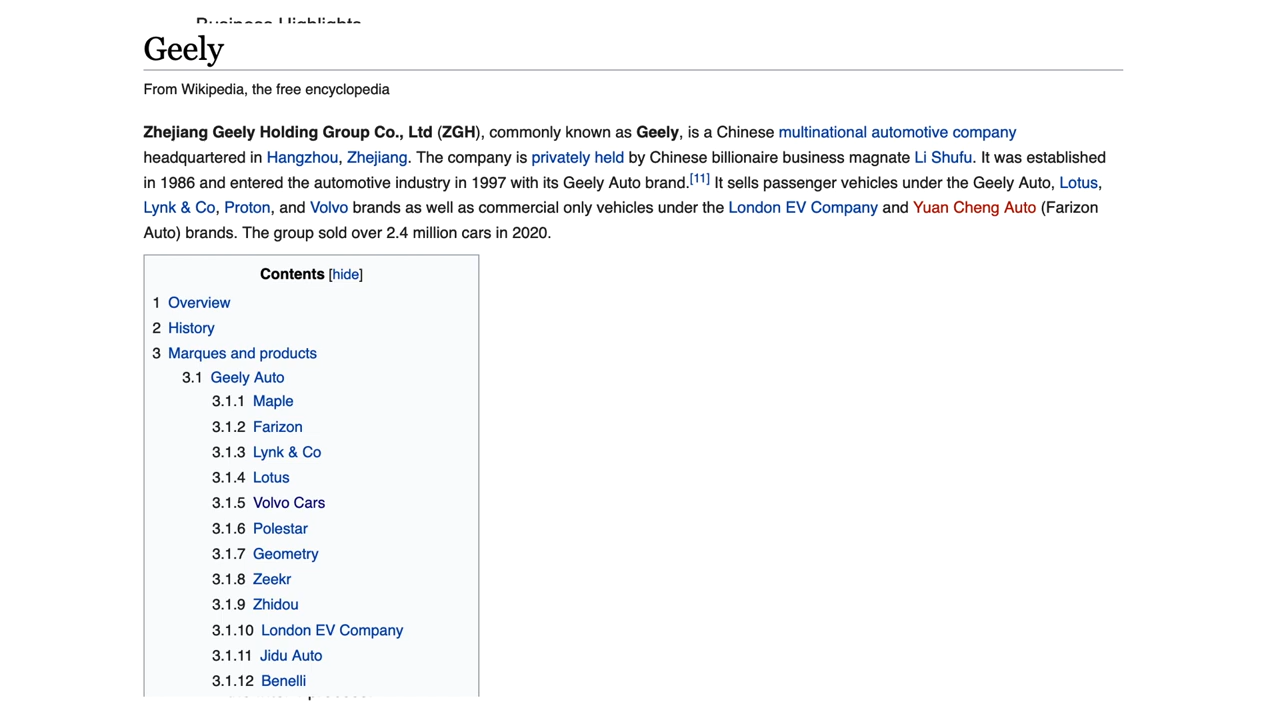 Business Highlights
Geely
From Wikipedia, the free encyclopedia
Zhejiang Geely Holding Group Co., Ltd (ZGH), commonly known as Geely, is a Chinese multinational automotive company
headquartered in Hangzhou, Zhejiang. The company is privately held by Chinese billionaire business magnate Li Shufu. It was established
in 1986 and entered the automotive industry in 1997 with its Geely Auto brand.[11] It sells passenger vehicles under the Geely Auto, Lotus,
Lynk & Co, Proton, and Volvo brands as well as commercial only vehicles under the London EV Company and Yuan Cheng Auto (Farizon
Auto) brands. The group sold over 2.4 million cars in 2020.
Contents [hide]
1 Overview
2 History
3 Marques and products
3.1 Geely Auto
3.1.1 Maple
3.1.2 Farizon
3.1.3 Lynk & Co
3.1.4 Lotus
3.1.5 Volvo Cars
3.1.6 Polestar
3.1.7 Geometry
3.1.8 Zeekr
3.1.9 Zhidou
3.1.10 London EV Company
3.1.11 Jidu Auto
3.1.12 Benelli